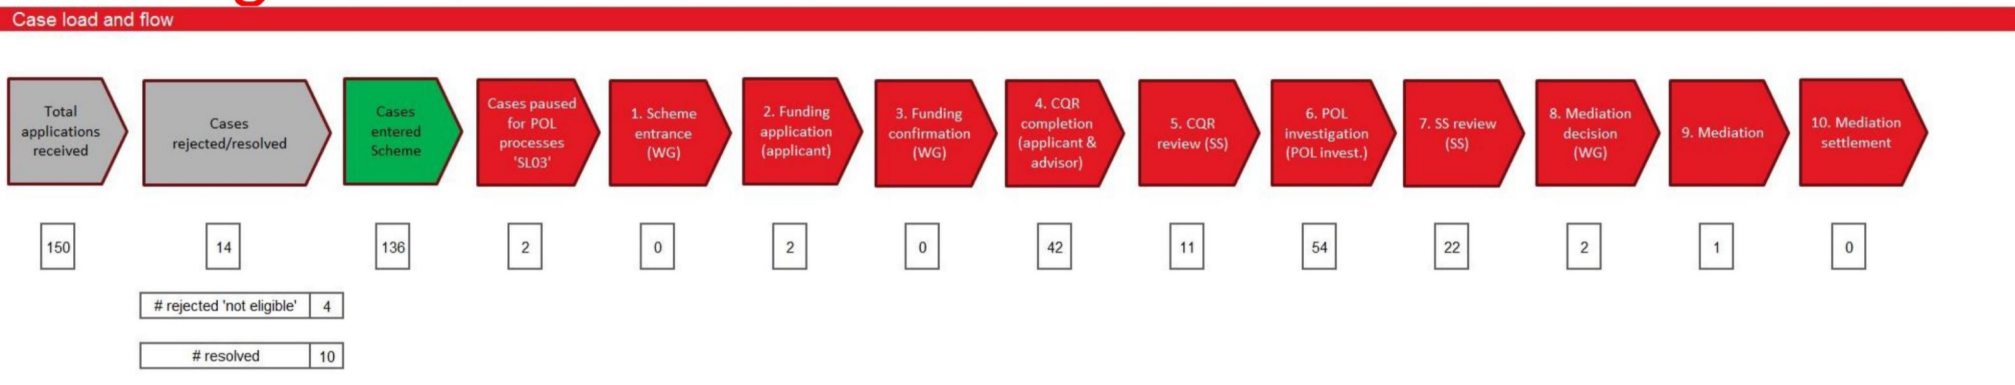 Case load and flow
Total
applications
received
Cases
rejected/resolved
Cases
entered
Scheme
Cases paused
for POL
processes
'SL03'
1. Scheme
entrance
(WG)
2. Funding
application
(applicant)
3. Funding
confirmation
(WG)
4. CQR
completion
(applicant &
advisor)
5. CQR
review (SS)
6. POL
investigation
(POL invest.)
7. SS review
(SS)
8. Mediation
decision
(WG)
9. Mediation
10. Mediation
settlement
150
14
136
2
0
2
0
42
11
54
22
2
1
0
# rejected 'not eligible' 4
# resolved 10